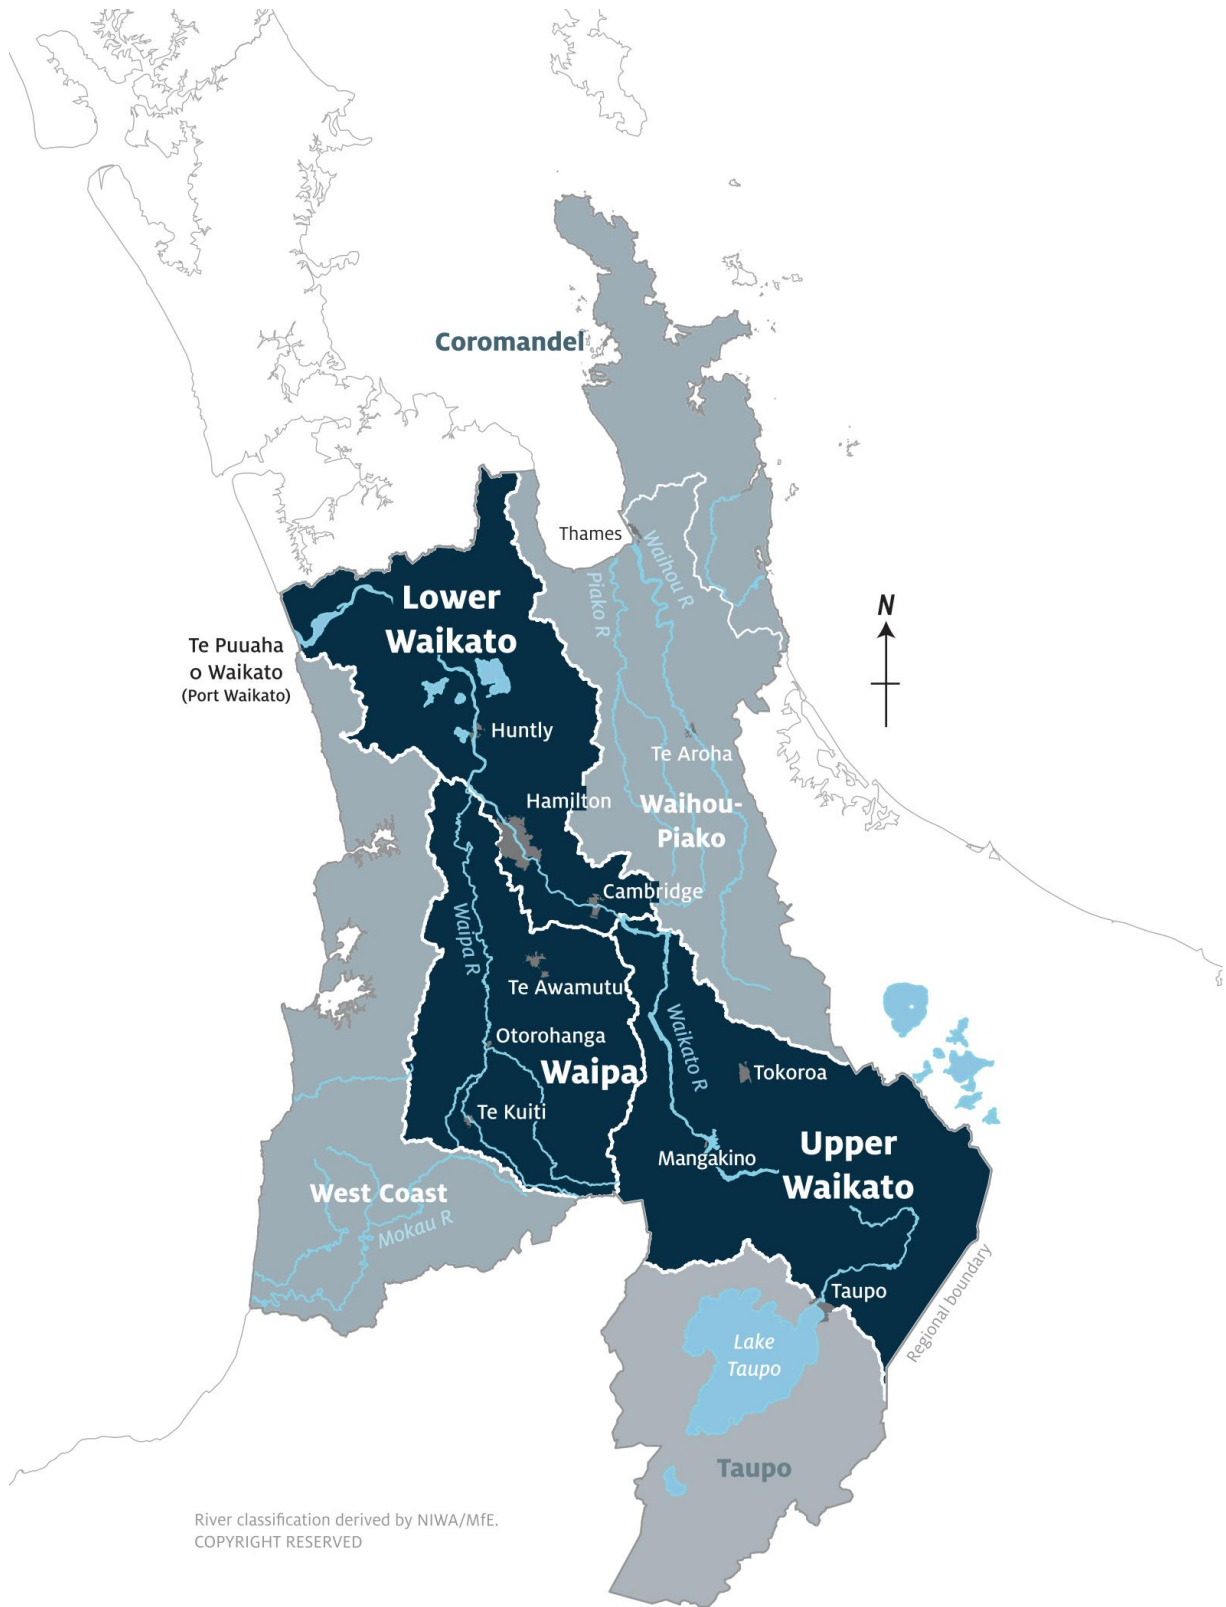 Coromandel
Thames
Waihou R
Piako R
Lower
Waikato
N
Te Puuaha
o Waikato
(Port Waikato)
Huntly
Te Aroha
Hamilton
Waihou-
Piako
Cambridge
Waipa R
Te Awamutu
Waikato R
Otorohanga
Waipa
Tokoroa
Te Kuiti
Upper
Waikato
Mangakino
West Coast
Mokau R
Taupo
Regional boundary
Lake
Taupo
Taupo
River classification derived by NIWA/MfE.
COPYRIGHT RESERVED